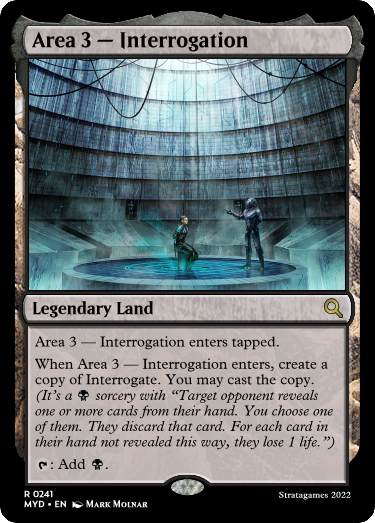 Area 3 — Interrogation
Legendary Land
Area 3 — Interrogation enters tapped.
When Area 3 — Interrogation enters, create a
copy of Interrogate. You may cast the copy.
(It's a sorcery with “Target opponent reveals
one or more cards from their hand. You choose one
of them. They discard that card. For each card in
their hand not revealed this way, they lose 1 life.”)
: Add .
R 0241
MYD • EN Mark Molnar
Stratagames 2022